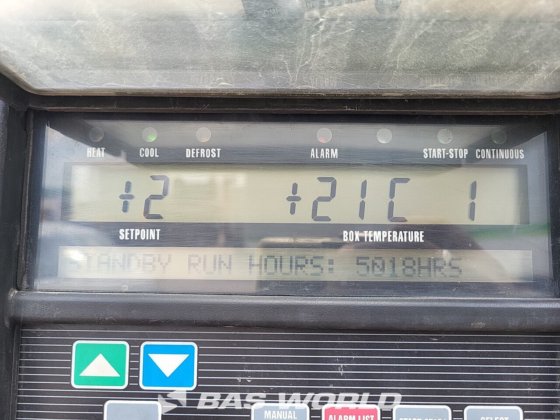 HEAT COOL DEFROST ALARM START-STOP CONTINUOUS
+2 +21C 1
SETPOINT BOX TEMPERATURE
STANDBY RUN HOURS: 5018HRS
BAS WORLD
MANUAL ALARM LIST SELECT